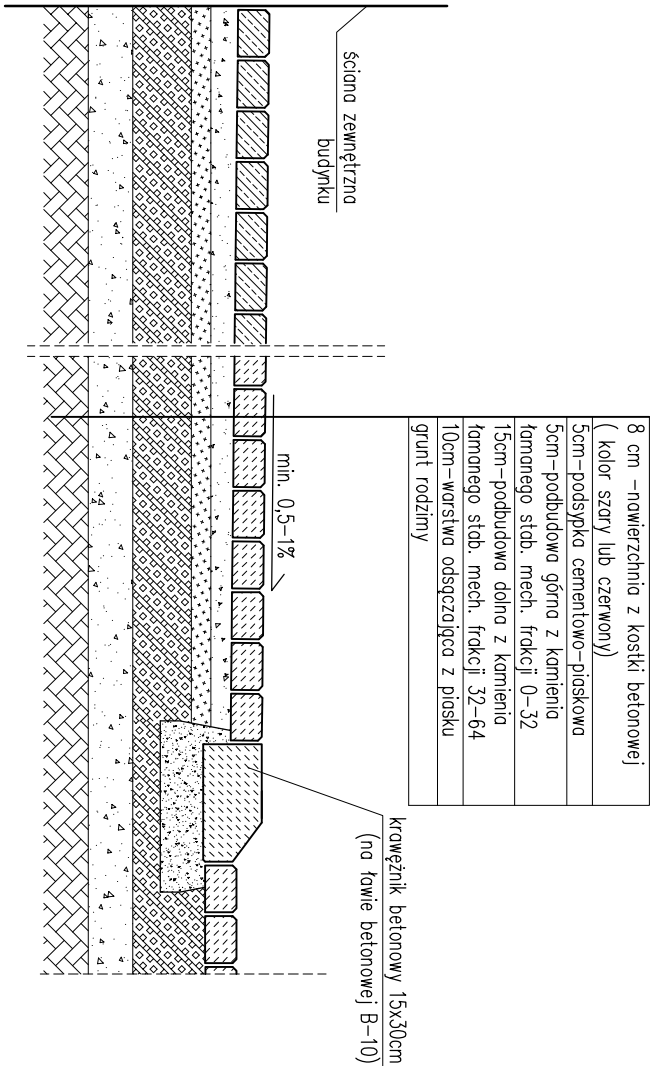 8 cm -nawierzchnia z kostki betonowej
( kolor szary lub czerwony)
5cm-podsypka cementowo-piaskowa
5cm-podbudowa górna z kamienia
łamanego stab. mech. frakcji 0-32
15cm-podbudowa dolna z kamienia
łamanego stab. mech. frakcji 32-64
10cm-warstwa odsączająca z piasku
grunt rodzimy
ściana zewnętrzna
budynku
min. 0,5-1%
krawężnik betonowy 15x30cm
(na ławie betonowej B-10)